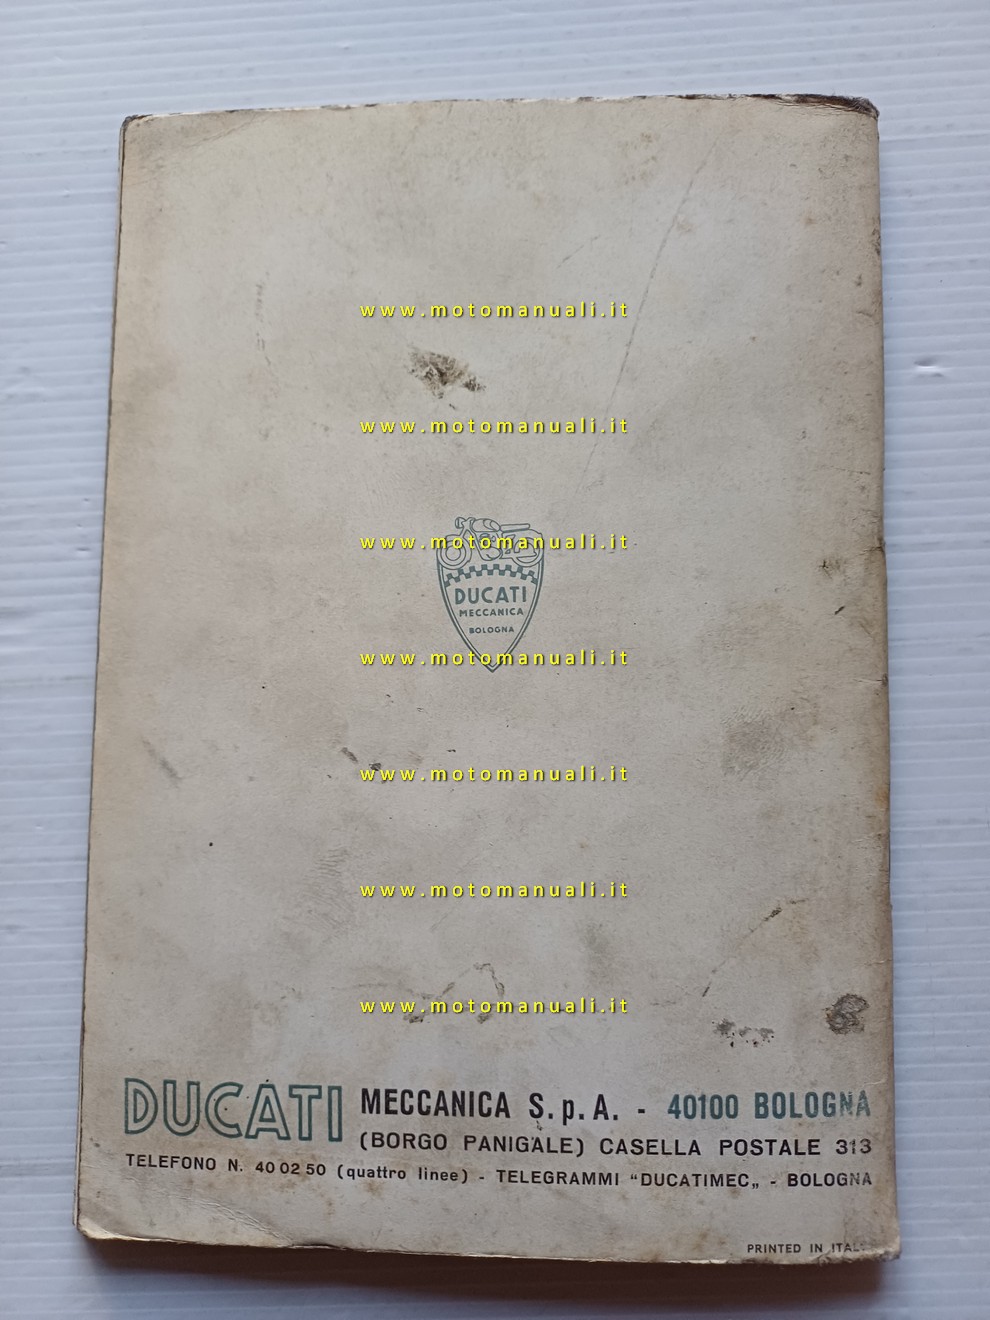 www.motomanuali.it
www.motomanuali.it
www.motomanuali.it
DUCATI
MECCANICA
BOLOGNA
www.motomanuali.it
www.motomanuali.it
www.motomanuali.it
www.motomanuali.it
DUCATI MECCANICA S.p.A. - 40100 BOLOGNA
(BORGO PANIGALE) CASELLA POSTALE 313
TELEFONO N. 40 02 50 (quattro linee) - TELEGRAMMI “DUCATIMEC„ - BOLOGNA
PRINTED IN